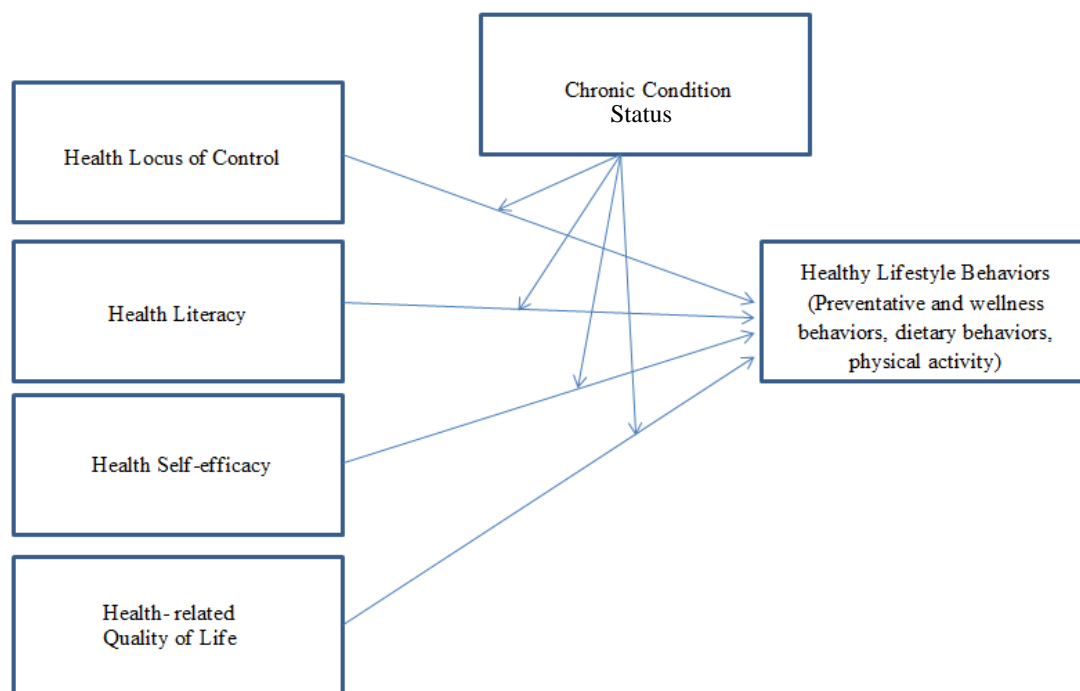 Chronic Condition
Status
Health Locus of Control
Health Literacy
Healthy Lifestyle Behaviors
(Preventative and wellness
behaviors, dietary behaviors,
physical activity)
Health Self-efficacy
Health- related
Quality of Life